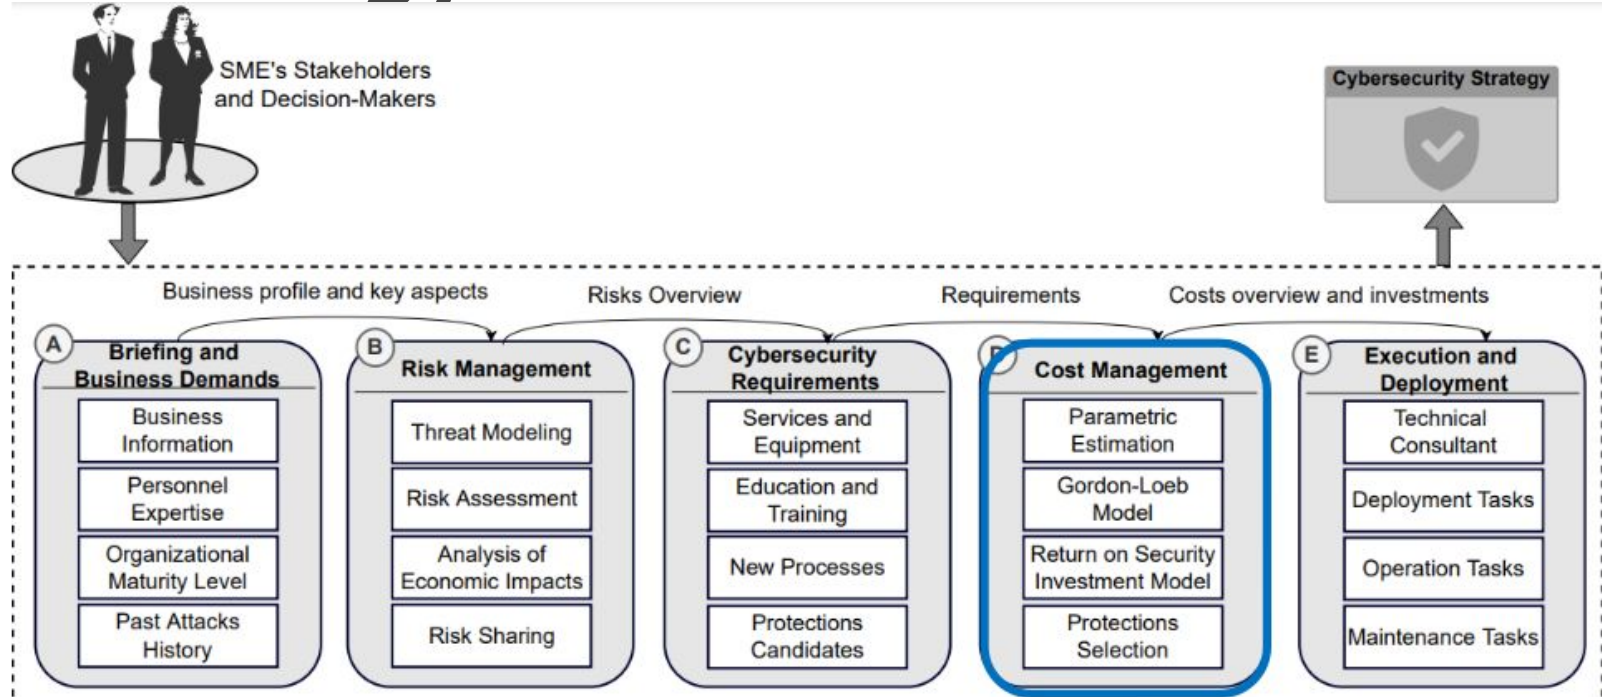 SME's Stakeholders
and Decision-Makers
Cybersecurity Strategy
Business profile and key aspects
Risks Overview
Requirements
Costs overview and investments
A
Briefing and
Business Demands
Business
Information
Personnel
Expertise
Organizational
Maturity Level
Past Attacks
History
B
Risk Management
Threat Modeling
Risk Assessment
Analysis of
Economic Impacts
Risk Sharing
C
Cybersecurity
Requirements
Services and
Equipment
Education and
Training
New Processes
Protections
Candidates
D
Cost Management
Parametric
Estimation
Gordon-Loeb
Model
Return on Security
Investment Model
Protections
Selection
E
Execution and
Deployment
Technical
Consultant
Deployment Tasks
Operation Tasks
Maintenance Tasks